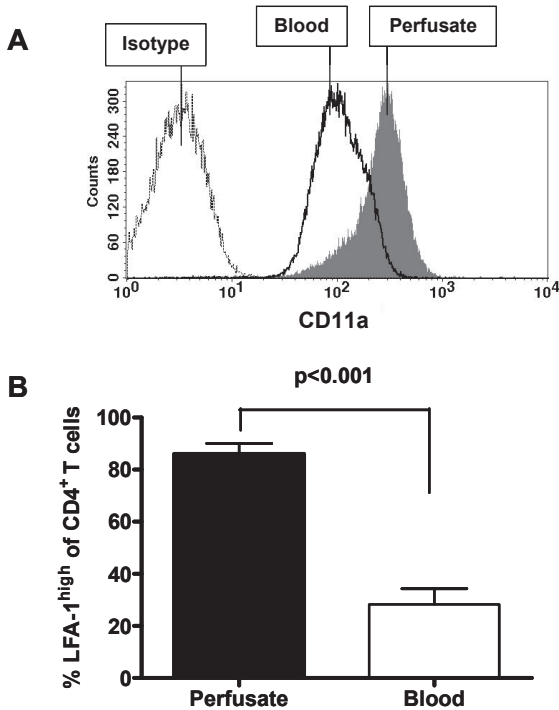 A
Isotype
Blood
Perfusate
Counts
300
240
180
120
60
0
10⁰ 10¹ 10² 10³ 10⁴
CD11a
B
p<0.001
% LFA-1ʰⁱᵍʰ of CD4⁺ T cells
100
80
60
40
20
0
Perfusate Blood